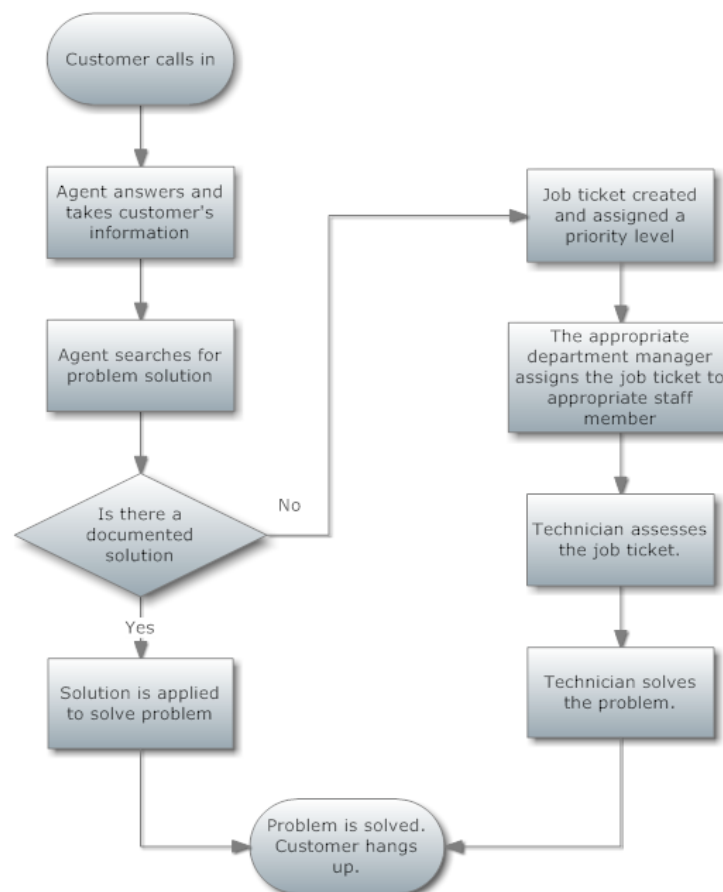 Customer calls in
Agent answers and
takes customer's
information
Agent searches for
problem solution
Is there a
documented
solution
No
Yes
Solution is applied
to solve problem
Job ticket created
and assigned a
priority level
The appropriate
department manager
assigns the job ticket to
appropriate staff
member
Technician assesses
the job ticket.
Technician solves
the problem.
Problem is solved.
Customer hangs
up.